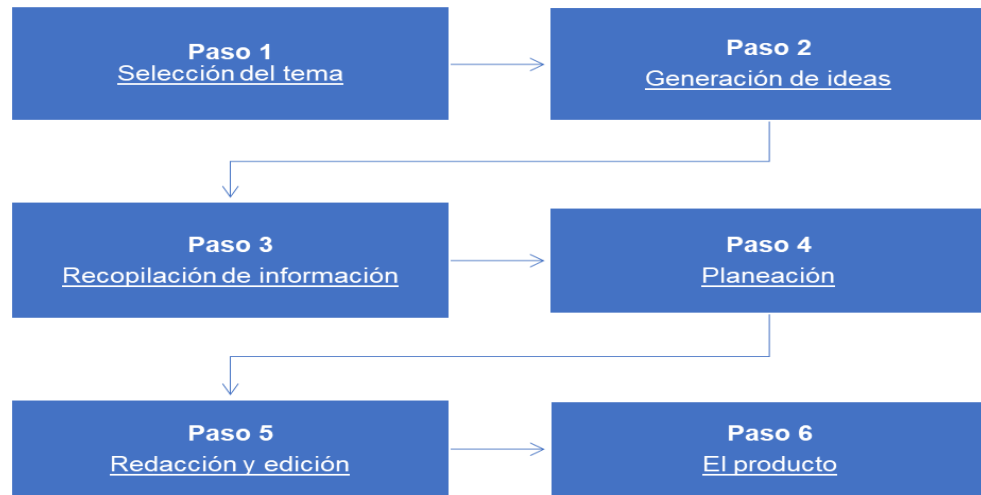 Paso 1
Selección del tema
Paso 2
Generación de ideas
Paso 3
Recopilación de información
Paso 4
Planeación
Paso 5
Redacción y edición
Paso 6
El producto